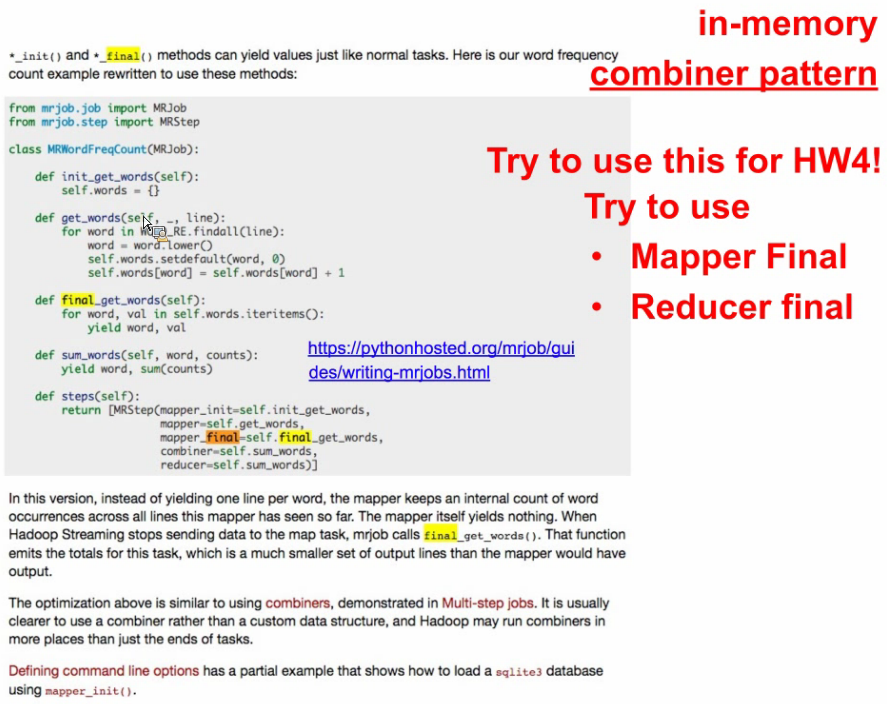 in-memory
combiner pattern
*_init() and *_final() methods can yield values just like normal tasks. Here is our word frequency
count example rewritten to use these methods:
from mrjob.job import MRJob
from mrjob.step import MRStep
class MRWordFreqCount(MRJob):
def init_get_words(self):
self.words = {}
def get_words(self, _, line):
for word in WORD_RE.findall(line):
word = word.lower()
self.words.setdefault(word, 0)
self.words[word] = self.words[word] + 1
def final_get_words(self):
for word, val in self.words.iteritems():
yield word, val
def sum_words(self, word, counts):
yield word, sum(counts)
def steps(self):
return [MRStep(mapper_init=self.init_get_words,
mapper=self.get_words,
mapper_final=self.final_get_words,
combiner=self.sum_words,
reducer=self.sum_words)]
Try to use this for HW4!
Try to use
• Mapper Final
• Reducer final
https://pythonhosted.org/mrjob/gui
des/writing-mrjobs.html
In this version, instead of yielding one line per word, the mapper keeps an internal count of word
occurrences across all lines this mapper has seen so far. The mapper itself yields nothing. When
Hadoop Streaming stops sending data to the map task, mrjob calls final_get_words(). That function
emits the totals for this task, which is a much smaller set of output lines than the mapper would have
output.
The optimization above is similar to using combiners, demonstrated in Multi-step jobs. It is usually
clearer to use a combiner rather than a custom data structure, and Hadoop may run combiners in
more places than just the ends of tasks.
Defining command line options has a partial example that shows how to load a sqlite3 database
using mapper_init().